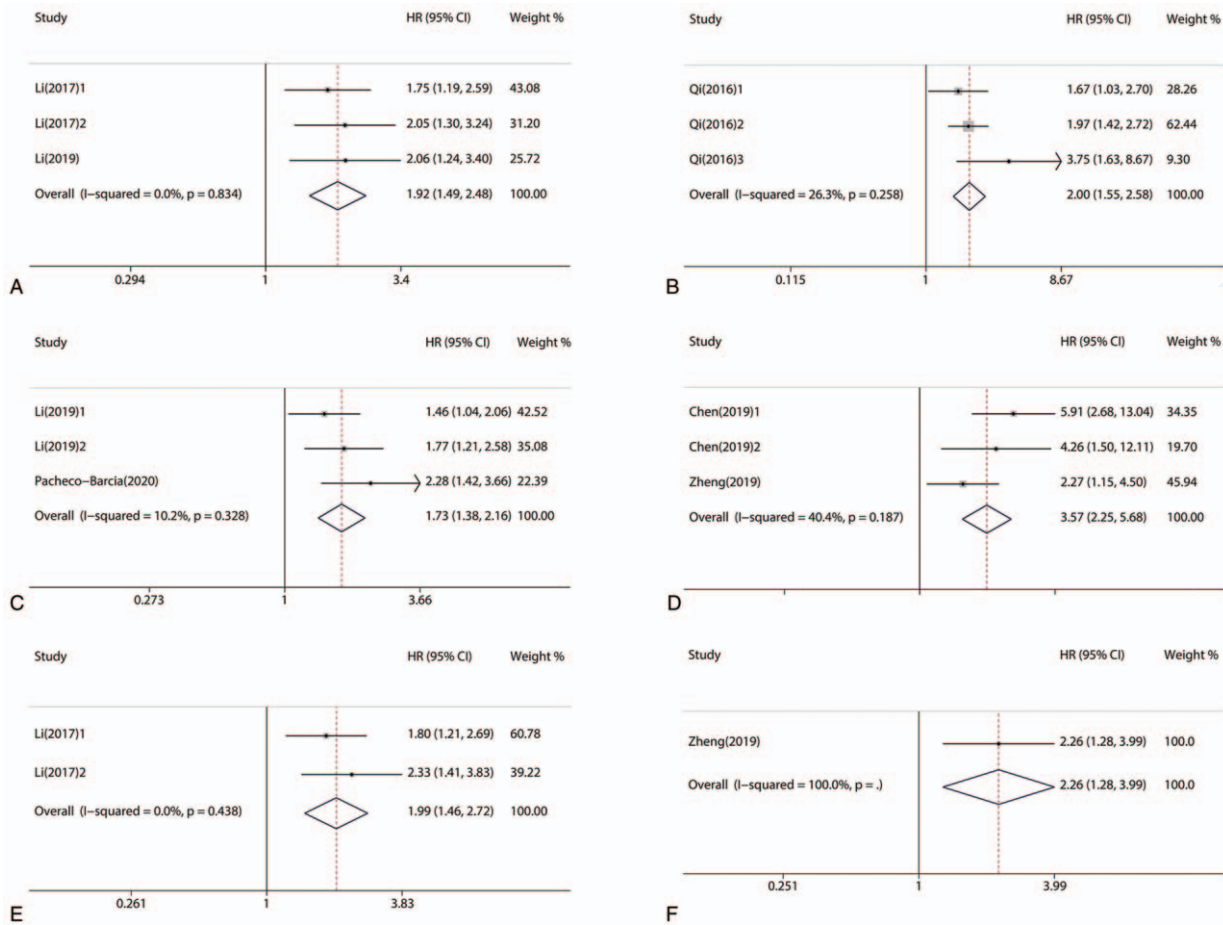 Study HR (95% CI) Weight %
Li(2017)1 1.75 (1.19, 2.59) 43.08
Li(2017)2 2.05 (1.30, 3.24) 31.20
Li(2019) 2.06 (1.24, 3.40) 25.72
Overall (I−squared = 0.0%, p = 0.834) 1.92 (1.49, 2.48) 100.00
0.294 1 3.4
A
Study HR (95% CI) Weight %
Qi(2016)1 1.67 (1.03, 2.70) 28.26
Qi(2016)2 1.97 (1.42, 2.72) 62.44
Qi(2016)3 3.75 (1.63, 8.67) 9.30
Overall (I−squared = 26.3%, p = 0.258) 2.00 (1.55, 2.58) 100.00
0.115 1 8.67
B
Study HR (95% CI) Weight %
Li(2019)1 1.46 (1.04, 2.06) 42.52
Li(2019)2 1.77 (1.21, 2.58) 35.08
Pacheco−Barcia(2020) 2.28 (1.42, 3.66) 22.39
Overall (I−squared = 10.2%, p = 0.328) 1.73 (1.38, 2.16) 100.00
0.273 1 3.66
C
Study HR (95% CI) Weight %
Chen(2019)1 5.91 (2.68, 13.04) 34.35
Chen(2019)2 4.26 (1.50, 12.11) 19.70
Zheng(2019) 2.27 (1.15, 4.50) 45.94
Overall (I−squared = 40.4%, p = 0.187) 3.57 (2.25, 5.68) 100.00
D
Study HR (95% CI) Weight %
Li(2017)1 1.80 (1.21, 2.69) 60.78
Li(2017)2 2.33 (1.41, 3.83) 39.22
Overall (I−squared = 0.0%, p = 0.438) 1.99 (1.46, 2.72) 100.00
0.261 1 3.83
E
Study HR (95% CI) Weight %
Zheng(2019) 2.26 (1.28, 3.99) 100.0
Overall (I−squared = 100.0%, p = .) 2.26 (1.28, 3.99) 100.0
0.251 1 3.99
F